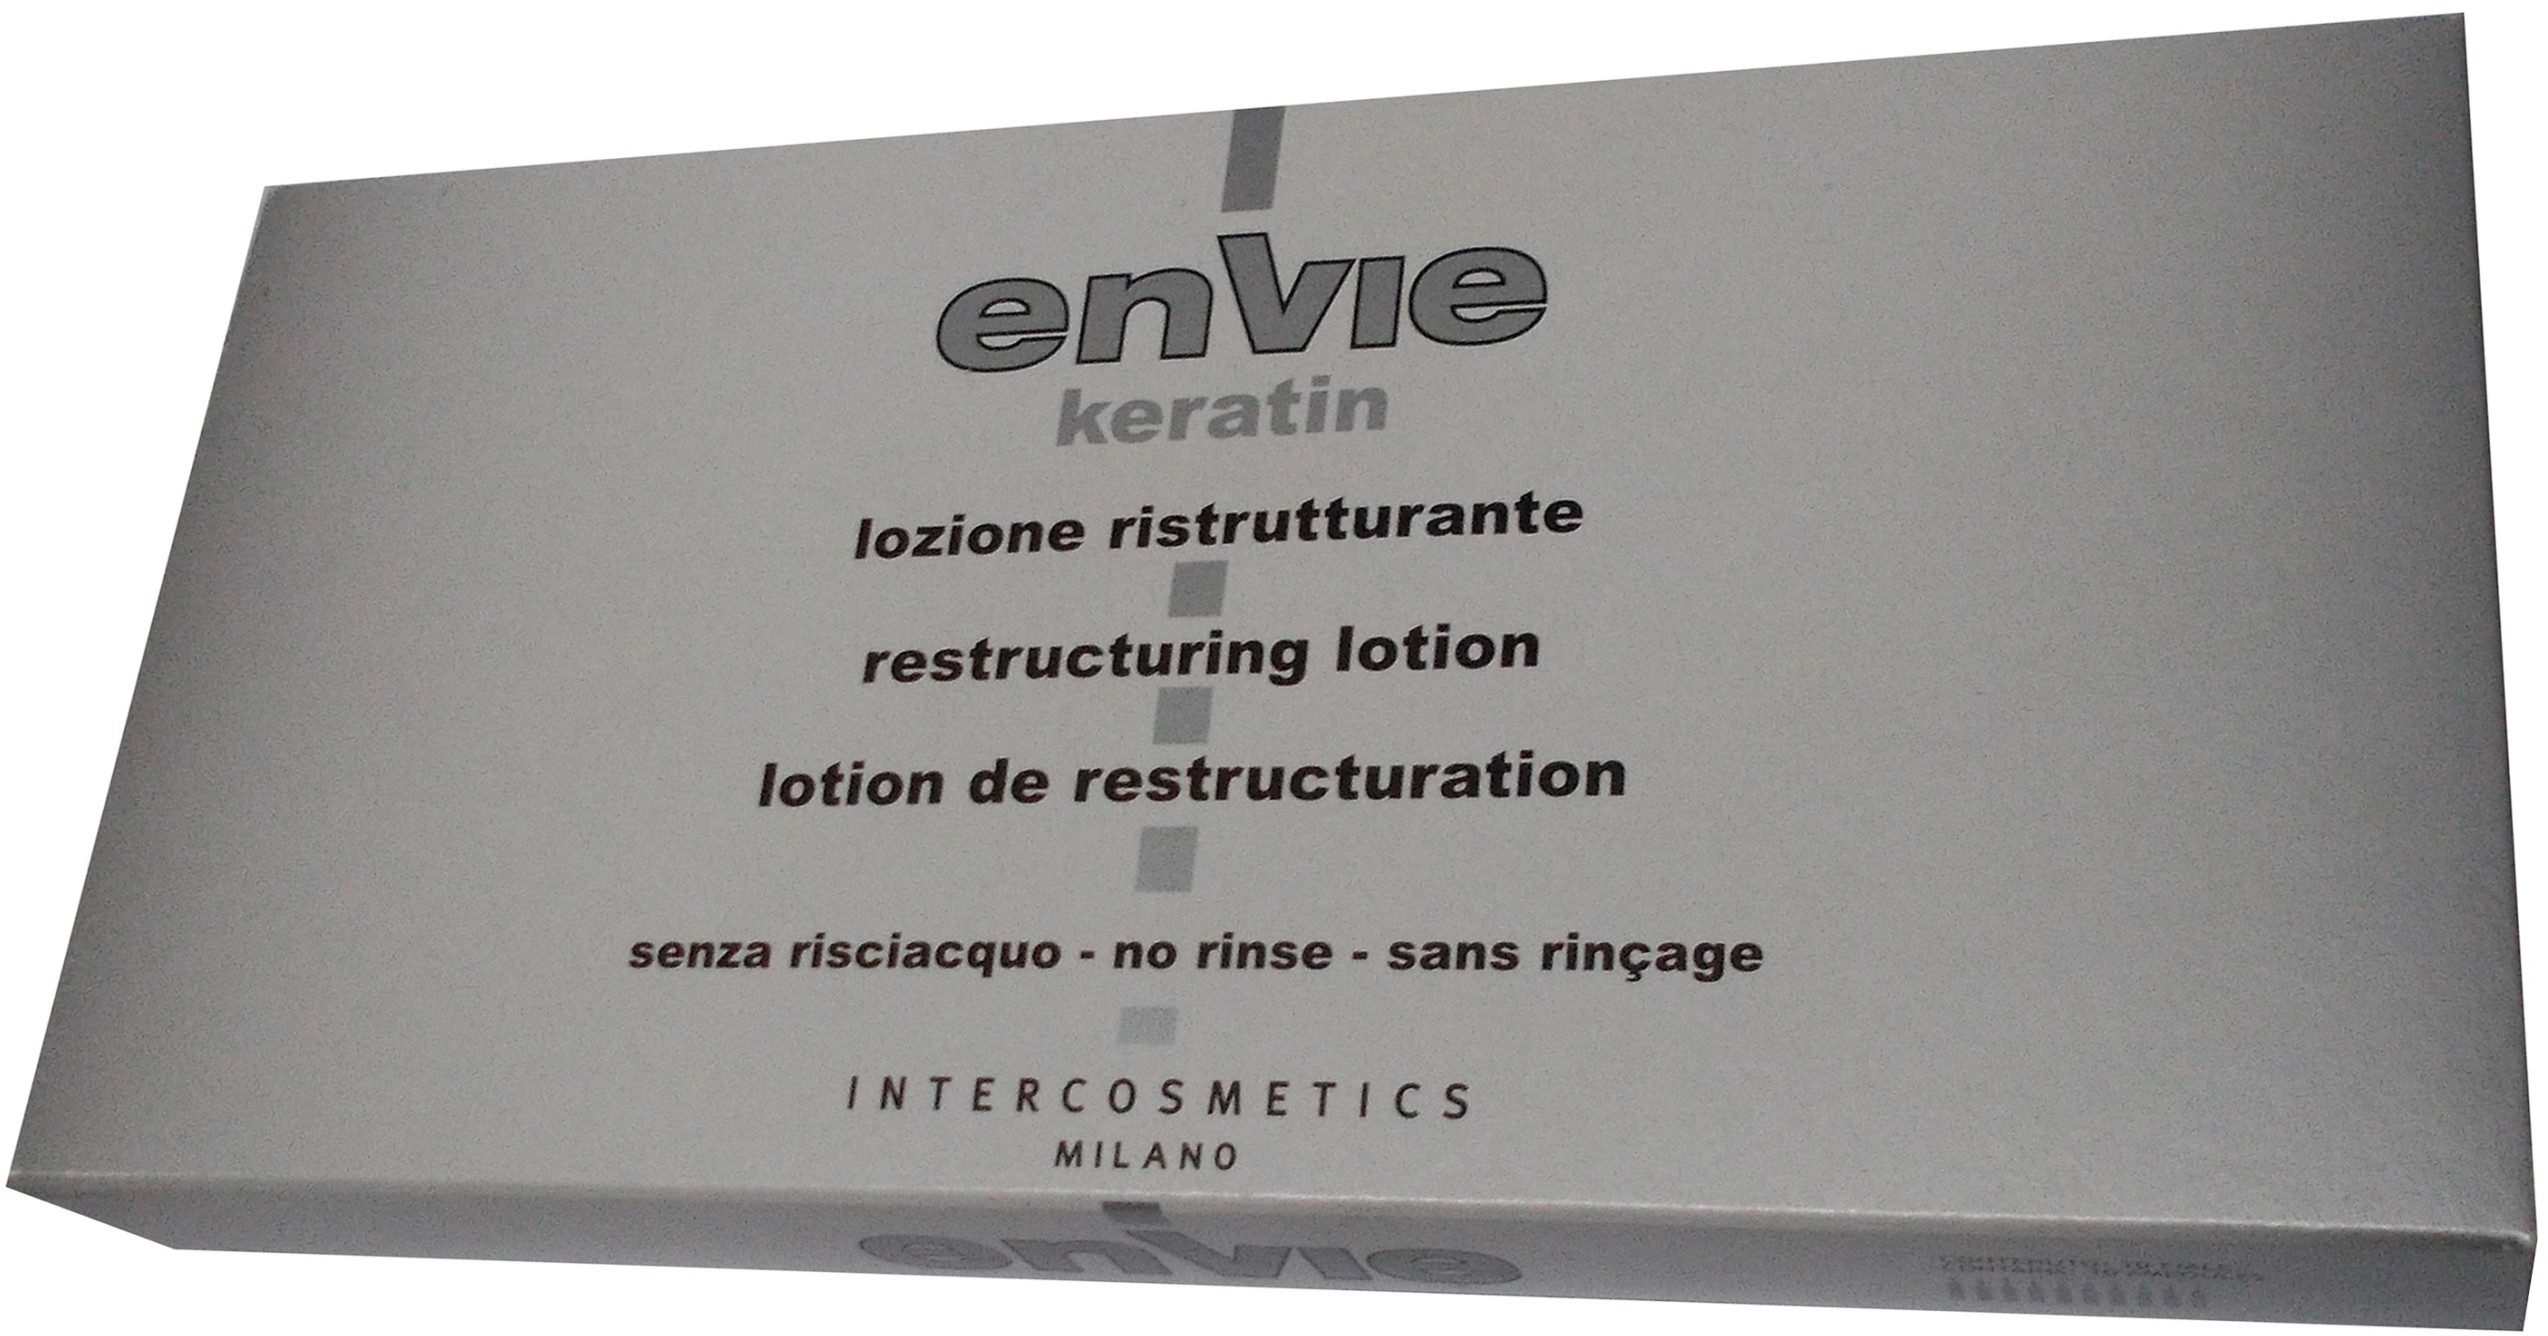 envie
keratin
lozione ristrutturante
restructuring lotion
lotion de restructuration
senza risciacquo - no rinse - sans rinçage
INTERCOSMETICS
MILANO
envie